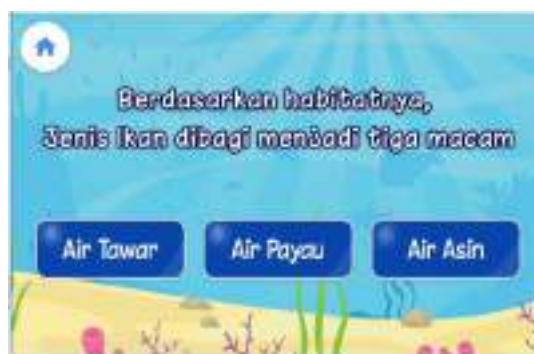 Berdasarkan habitatnya,
Jenis Ikan dibagi menjadi tiga macam
Air Tawar
Air Payau
Air Asin